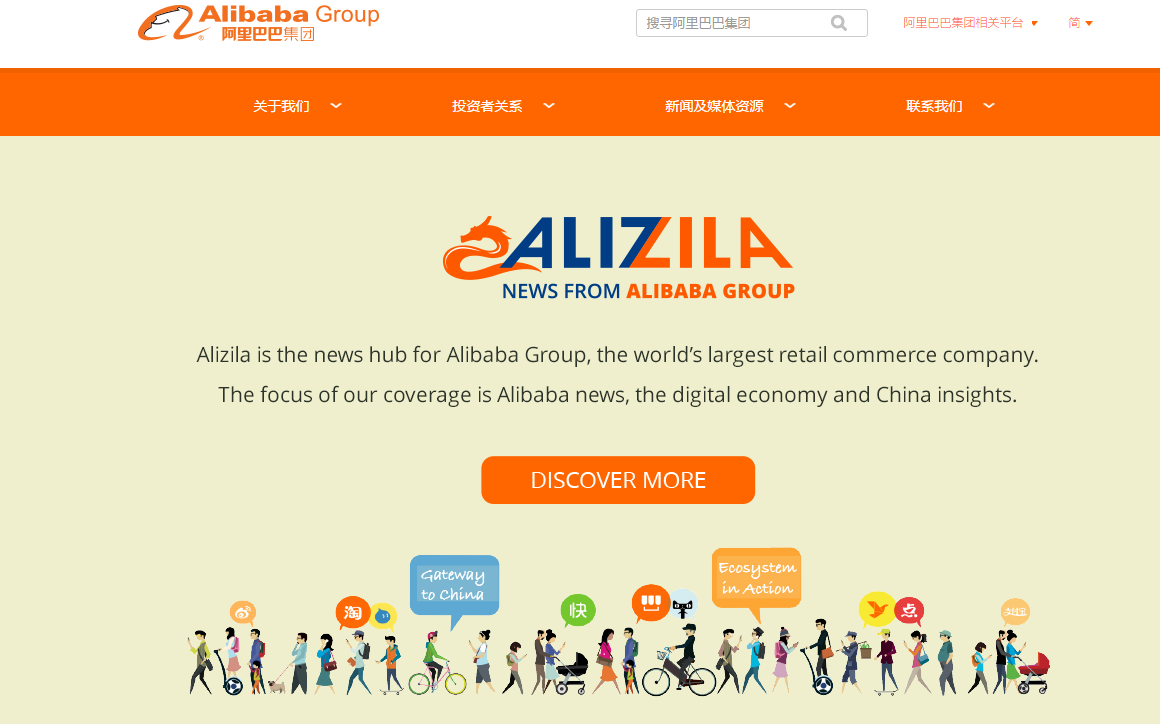 Alibaba Group
阿里巴巴集团
搜寻阿里巴巴集团
阿里巴巴集团相关平台
简
关于我们
投资者关系
新闻及媒体资源
联系我们
ALIZILA
NEWS FROM ALIBABA GROUP
Alizila is the news hub for Alibaba Group, the world’s largest retail commerce company.
The focus of our coverage is Alibaba news, the digital economy and China insights.
DISCOVER MORE
Gateway
to China
Ecosystem
in Action
淘
快
点